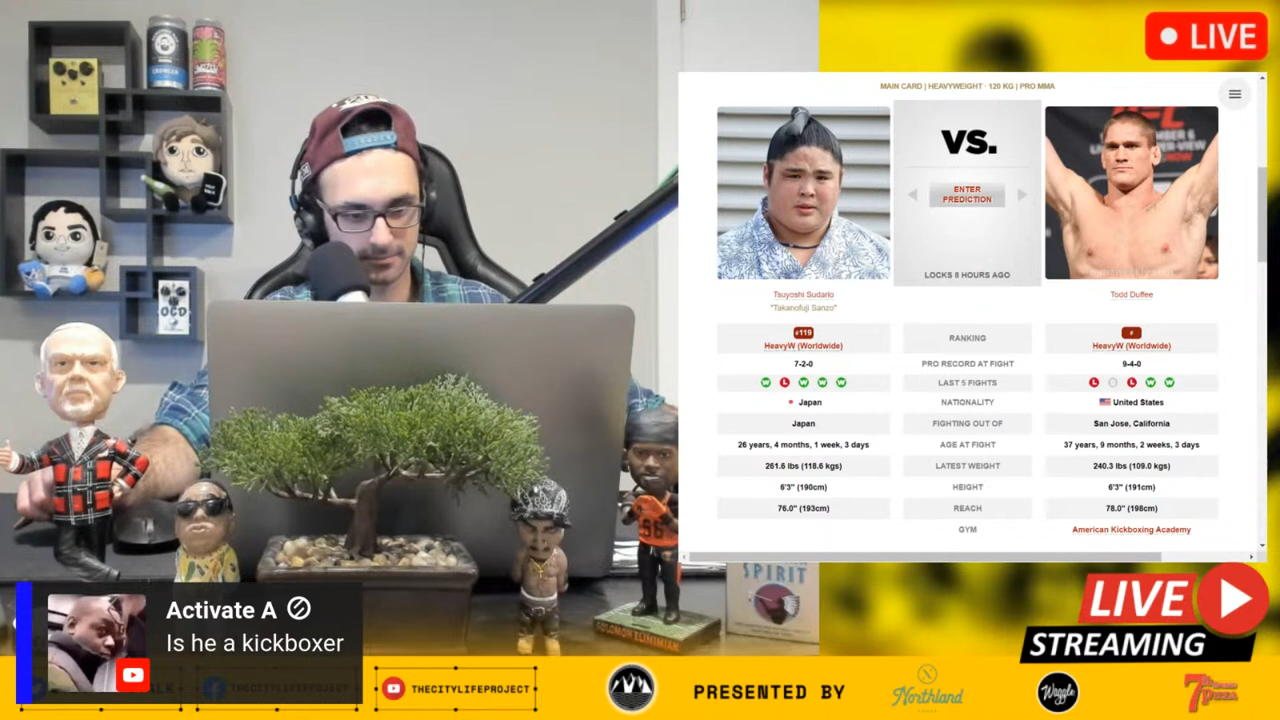 LIVE
MAIN CARD | HEAVYWEIGHT · 120 KG | PRO MMA
VS.
ENTER
PREDICTION
LOCKS 8 HOURS AGO
Tsuyoshi Sudario
Todd Duffee
"Takanofuji Sanzo"
#119
#
HeavyW (Worldwide)
RANKING
HeavyW (Worldwide)
7-2-0
PRO RECORD AT FIGHT
9-4-0
W L W W W
LAST 5 FIGHTS
L L W W
Japan
NATIONALITY
United States
Japan
FIGHTING OUT OF
San Jose, California
26 years, 4 months, 1 week, 3 days
AGE AT FIGHT
37 years, 9 months, 2 weeks, 3 days
261.6 lbs (118.6 kgs)
LATEST WEIGHT
240.3 lbs (109.0 kgs)
6'3" (190cm)
HEIGHT
6'3" (191cm)
76.0" (193cm)
REACH
78.0" (198cm)
GYM
American Kickboxing Academy
OCD
SPIRIT
SOLOMON ELIMIMIAN
Activate A
Is he a kickboxer
LIVE
STREAMING
THECITYLIFEPROJECT
THECITYLIFEPROJECT
PRESENTED BY
Northland
Waggle